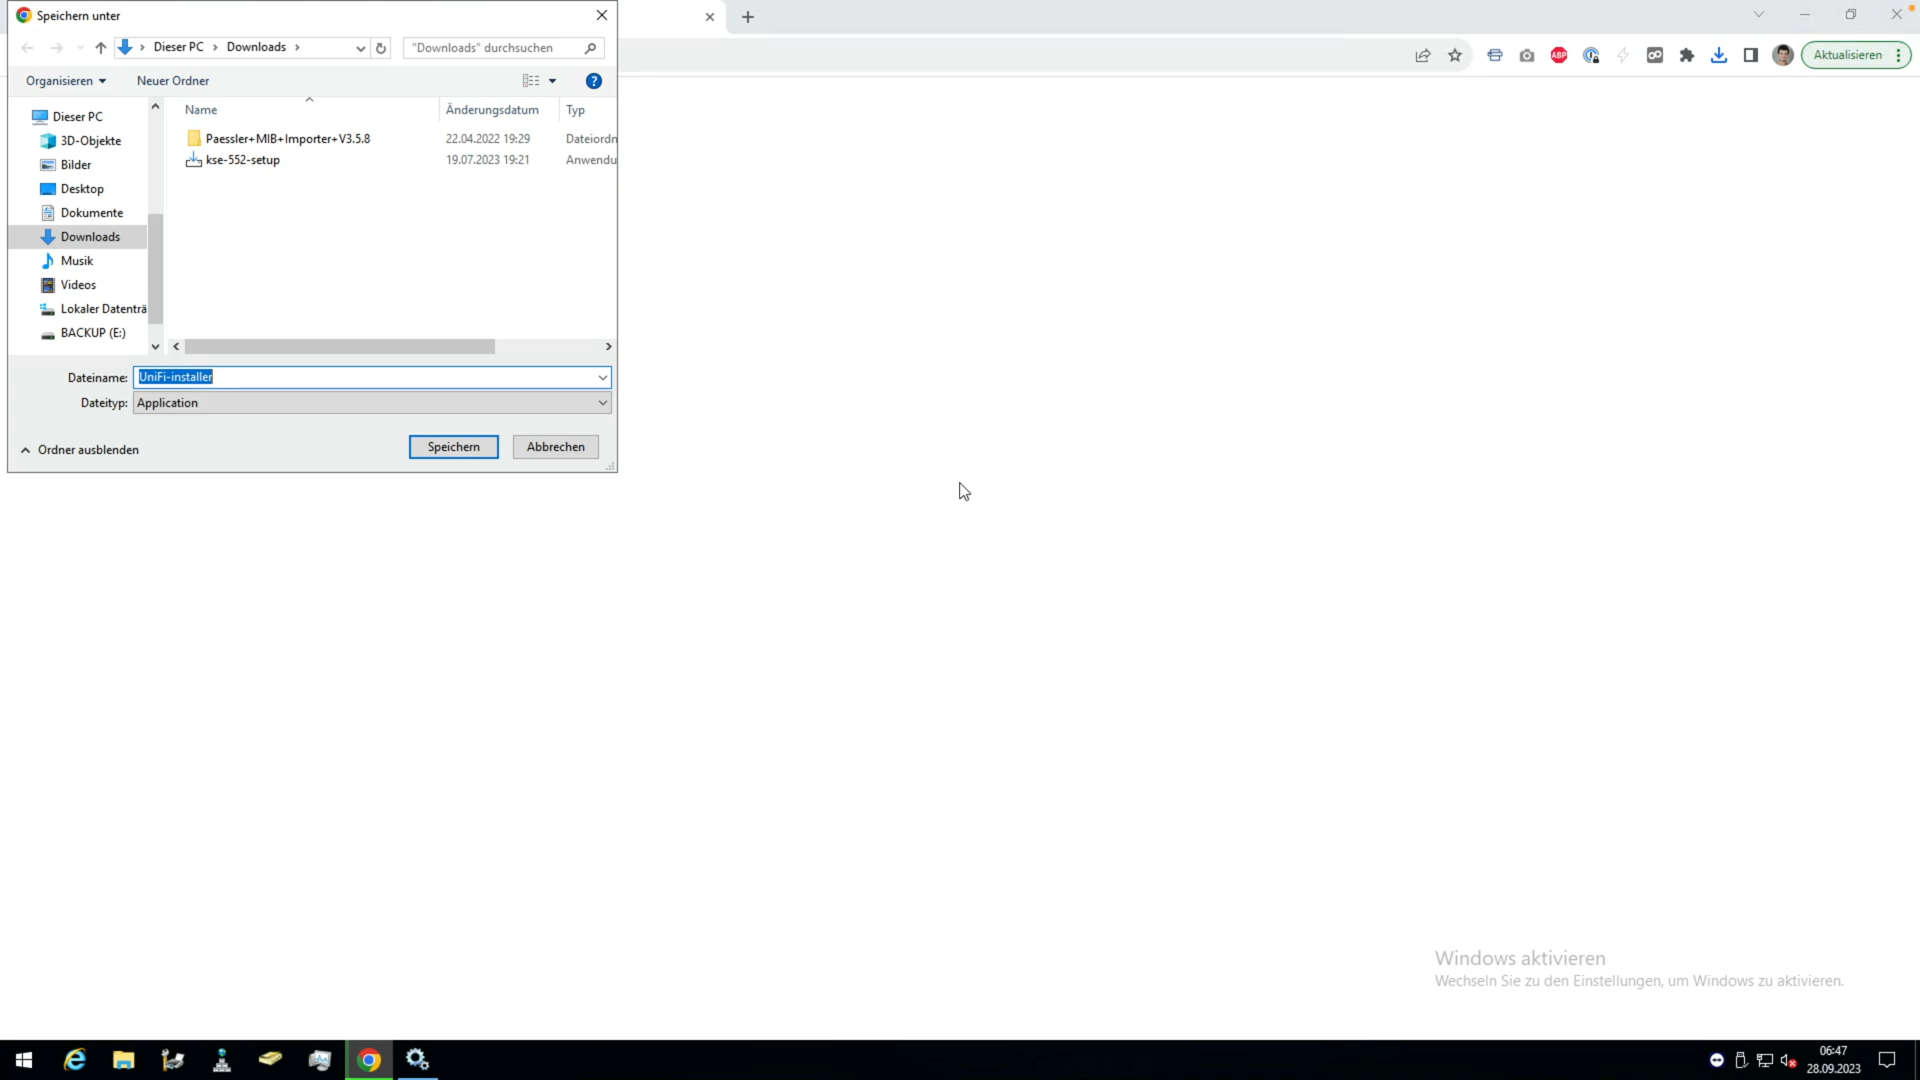 Speichern unter
Dieser PC
Downloads
"Downloads" durchsuchen
ABP
Aktualisieren
Organisieren
Neuer Ordner
Name
Änderungsdatum
Typ
Dieser PC
3D-Objekte
Bilder
Desktop
Dokumente
Downloads
Musik
Videos
Lokaler Datenträ
BACKUP (E:)
Paessler+MIB+Importer+V3.5.8
22.04.2022 19:29
Dateiordn
kse-552-setup
19.07.2023 19:21
Anwendu
Dateiname:
UniFi-installer
Dateityp:
Application
Ordner ausblenden
Speichern
Abbrechen
Windows aktivieren
Wechseln Sie zu den Einstellungen, um Windows zu aktivieren.
06:47
28.09.2023